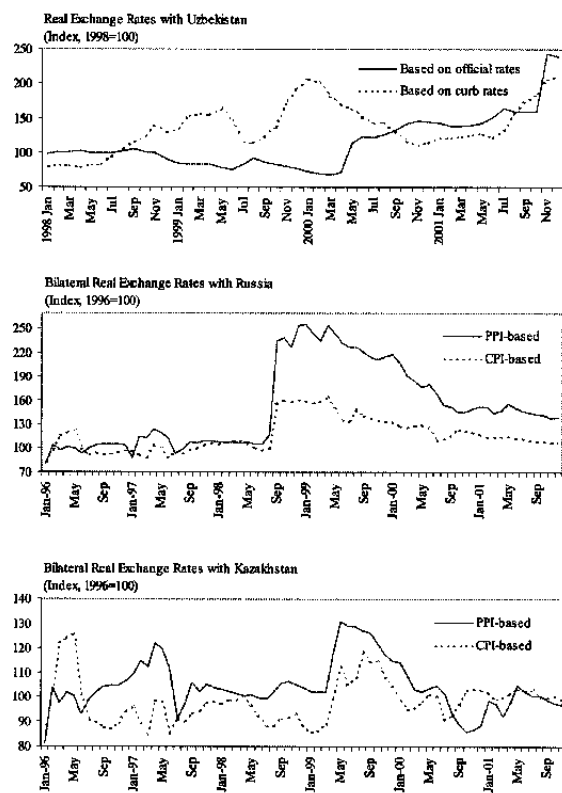 Real Exchange Rates with Uzbekistan
(Index, 1998=100)
250
200
150
100
50
Based on official rates
Based on curb rates
1998 Jan
Mar
May
Jul
Sep
Nov
1999 Jan
Mar
May
Jul
Sep
Nov
2000 Jan
Mar
May
Jul
Sep
Nov
2001 Jan
Mar
May
Jul
Sep
Nov
Bilateral Real Exchange Rates with Russia
(Index, 1996=100)
250
220
190
160
130
100
70
PPI-based
CPI-based
Jan-96
May
Sep
Jan-97
May
Sep
Jan-98
May
Sep
Jan-99
May
Sep
Jan-00
May
Sep
Jan-01
May
Sep
Bilateral Real Exchange Rates with Kazakhstan
(Index, 1996=100)
140
130
120
110
100
90
80
PPI-based
CPI-based
Jan-96
May
Sep
Jan-97
May
Sep
Jan-98
May
Sep
Jan-99
May
Sep
Jan-00
May
Sep
Jan-01
May
Sep